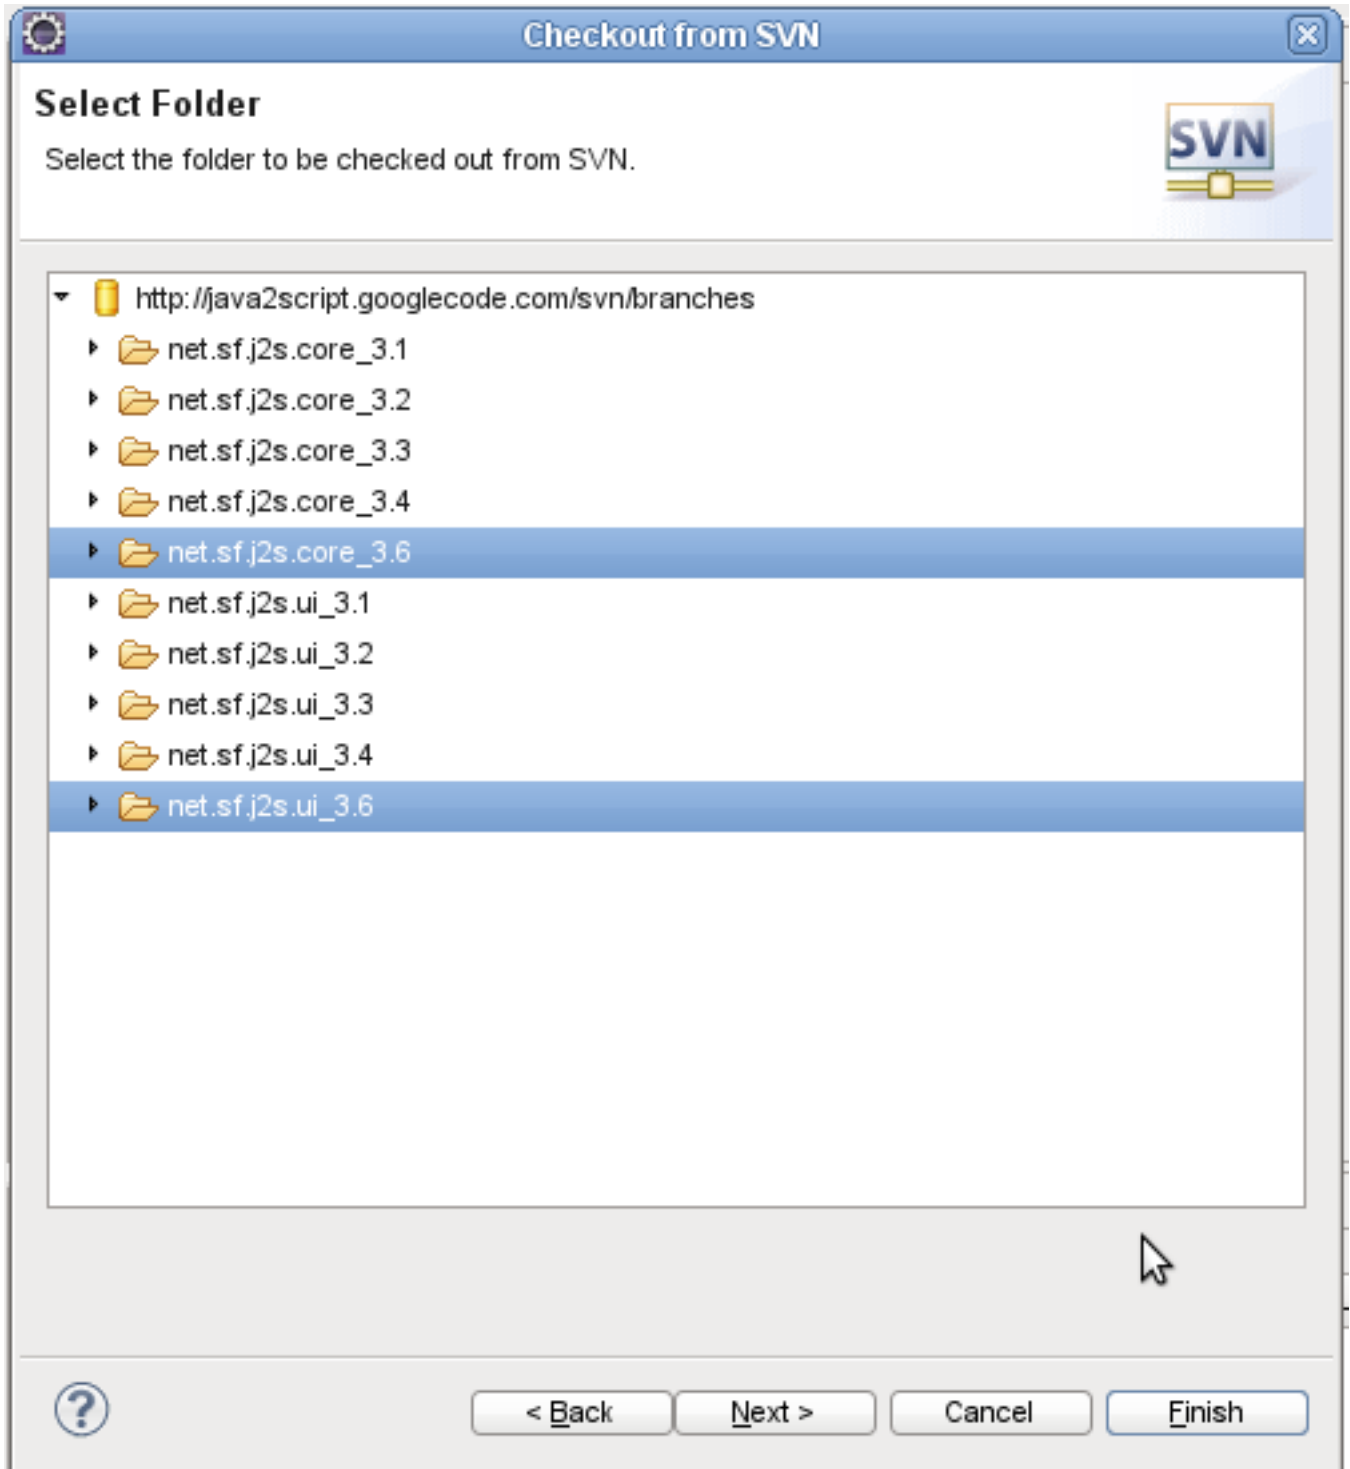 Checkout from SVN
Select Folder
Select the folder to be checked out from SVN.
SVN
http://java2script.googlecode.com/svn/branches
net.sf.j2s.core_3.1
net.sf.j2s.core_3.2
net.sf.j2s.core_3.3
net.sf.j2s.core_3.4
net.sf.j2s.core_3.6
net.sf.j2s.ui_3.1
net.sf.j2s.ui_3.2
net.sf.j2s.ui_3.3
net.sf.j2s.ui_3.4
net.sf.j2s.ui_3.6
? < Back Next > Cancel Finish